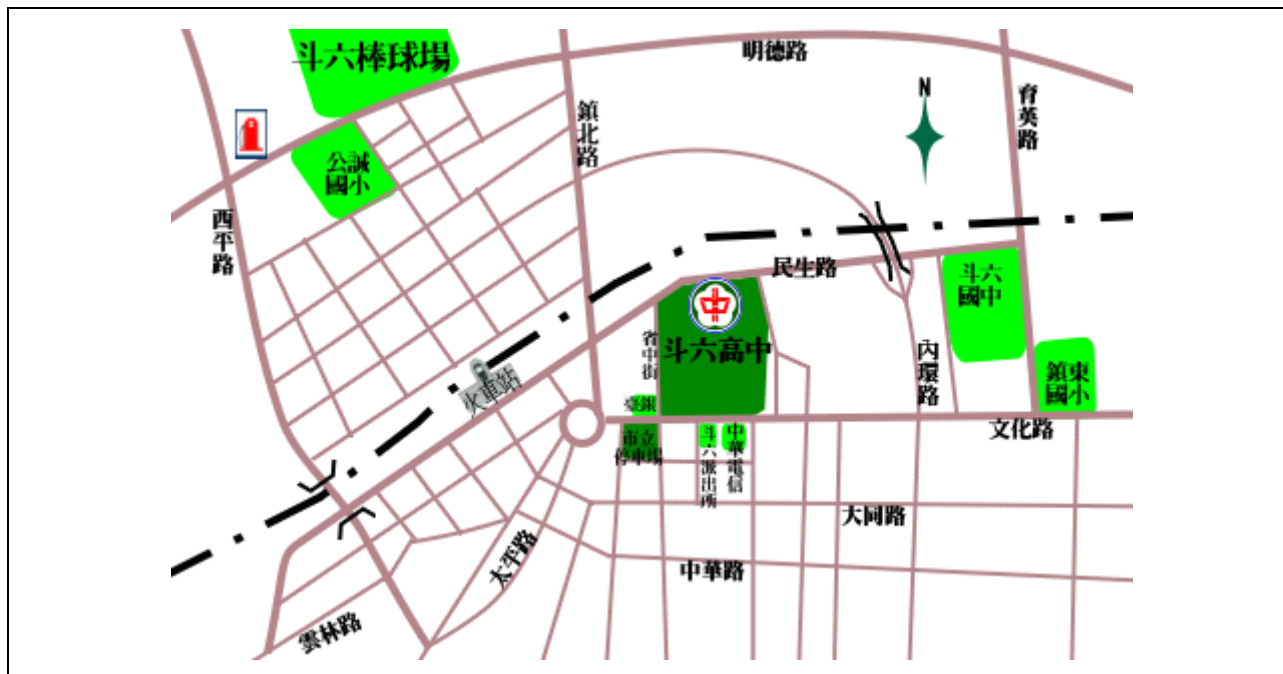 斗六棒球場
明德路
N
育英路
鎮北路
公誠
國小
西平路
民生路
斗六
國中
中
斗六高中
省中街
內環路
鎮東
國小
火車站
臺銀
文化路
市立
停車場
斗六派出所
中華電信
大同路
太平路
中華路
雲林路